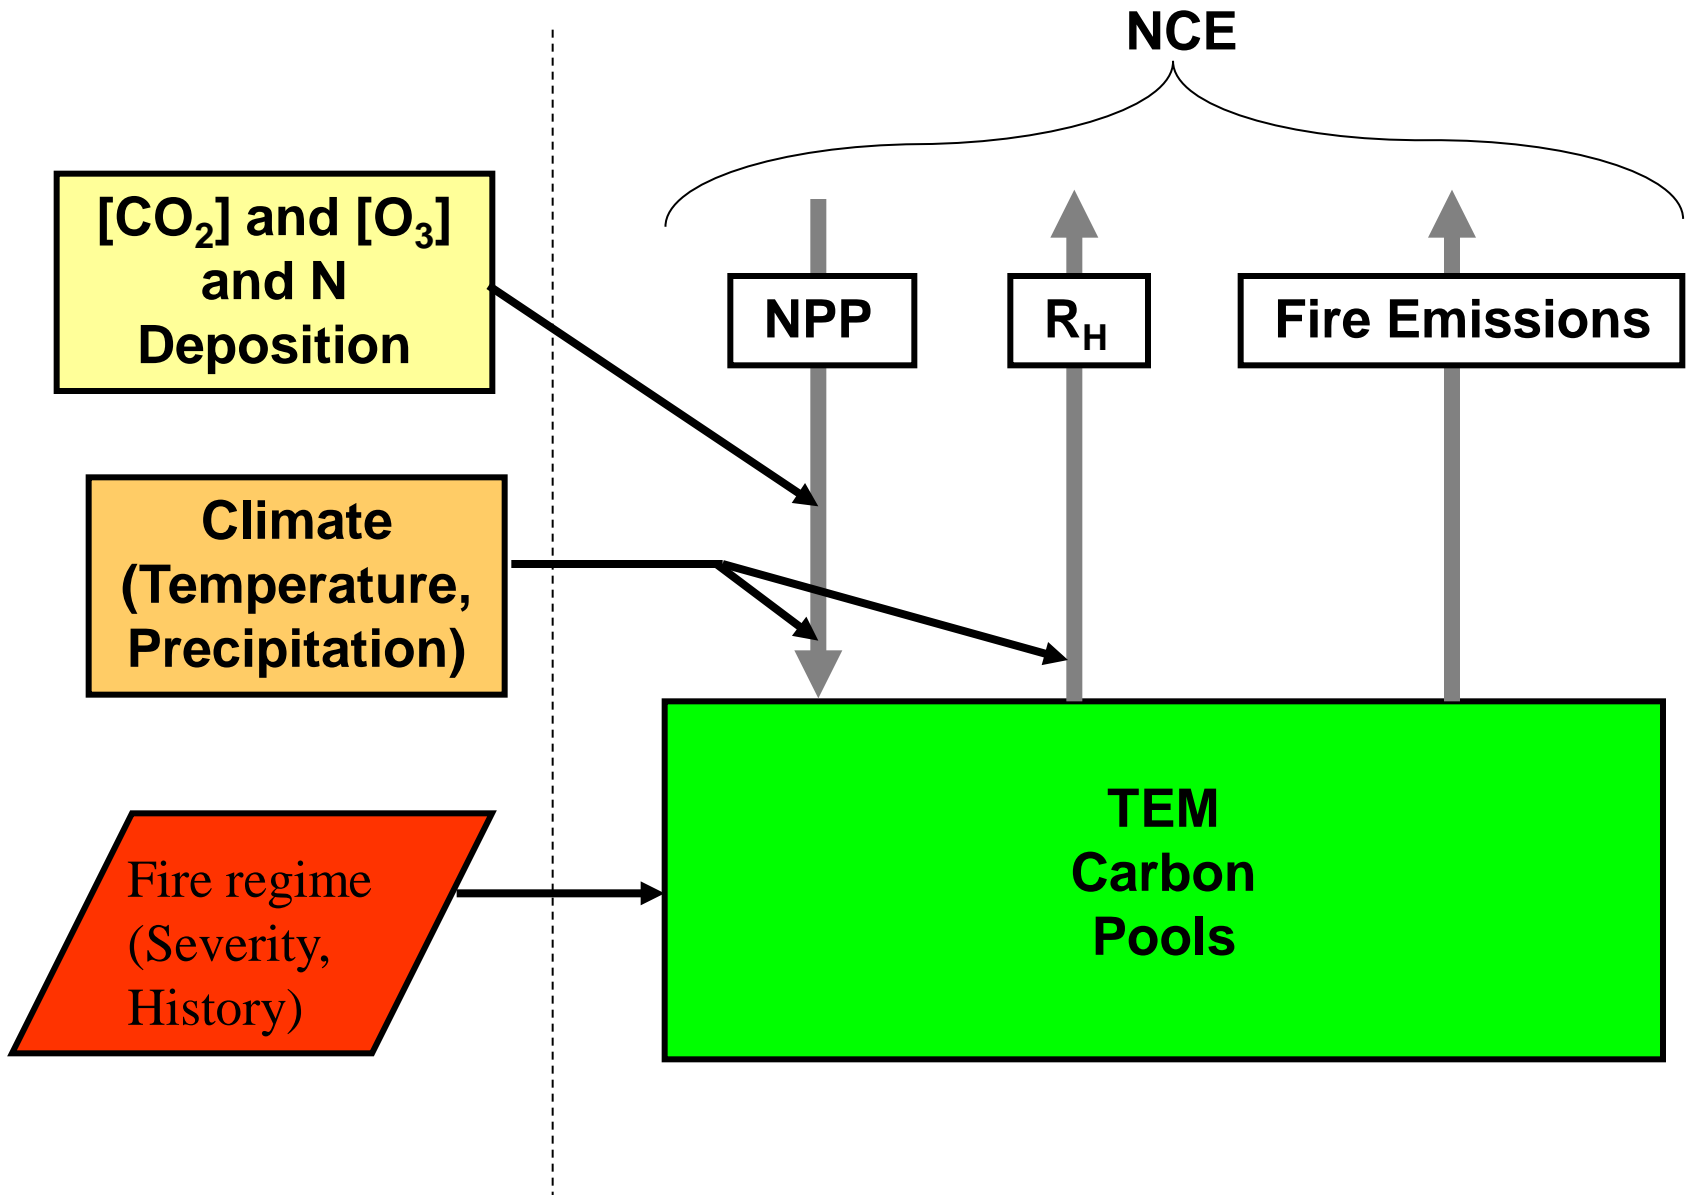 NCE
[CO₂] and [O₃]
and N
Deposition
NPP
R_H
Fire Emissions
Climate
(Temperature,
Precipitation)
Fire regime
(Severity,
History)
TEM
Carbon
Pools